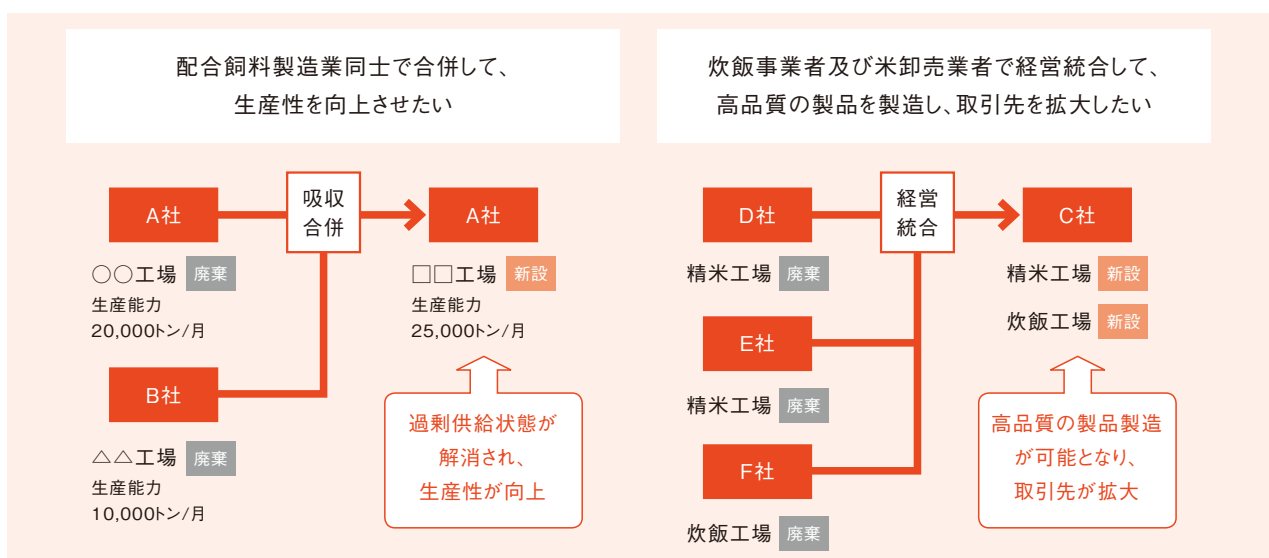 配合飼料製造業同士で合併して、
生産性を向上させたい
A社
吸収
合併
A社
○○工場 廃棄
生産能力
20,000トン/月
□□工場 新設
生産能力
25,000トン/月
B社
△△工場 廃棄
生産能力
10,000トン/月
過剰供給状態が
解消され、
生産性が向上
炊飯事業者及び米卸売業者で経営統合して、
高品質の製品を製造し、取引先を拡大したい
D社
経営
統合
C社
精米工場 廃棄
精米工場 新設
炊飯工場 新設
E社
精米工場 廃棄
F社
炊飯工場 廃棄
高品質の製品製造
が可能となり、
取引先が拡大